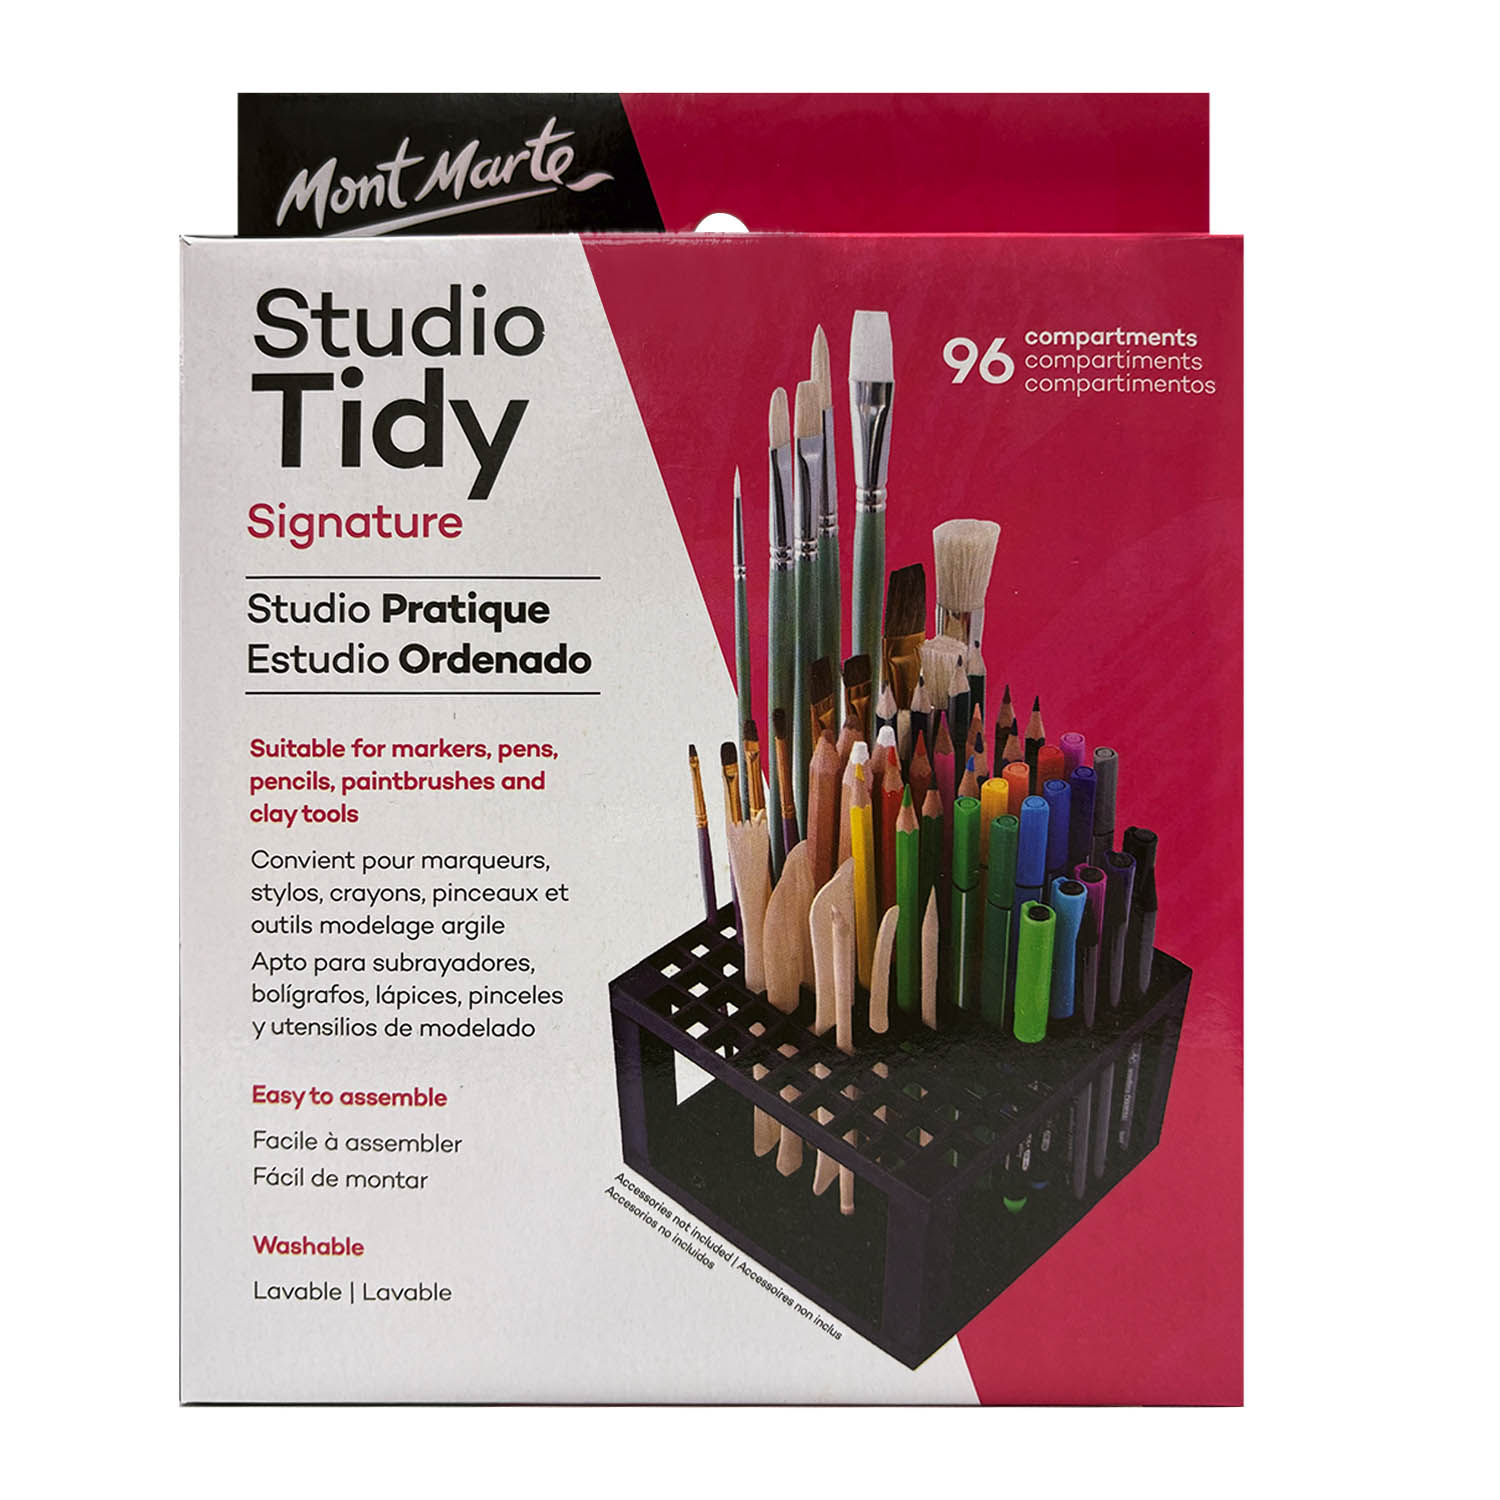 Mont Marte
Studio
Tidy
Signature
Studio Pratique
Estudio Ordenado
Suitable for markers, pens,
pencils, paintbrushes and
clay tools
Convient pour marqueurs,
stylos, crayons, pinceaux et
outils modelage argile
Apto para subrayadores,
bolígrafos, lápices, pinceles
y utensílios de modelado
Easy to assemble
Facile à assembler
Fácil de montar
Washable
Lavable | Lavable
96 compartments
compartiments
compartimentos
Accessories not included | Accessoires non inclus
Accesorios no incluidos